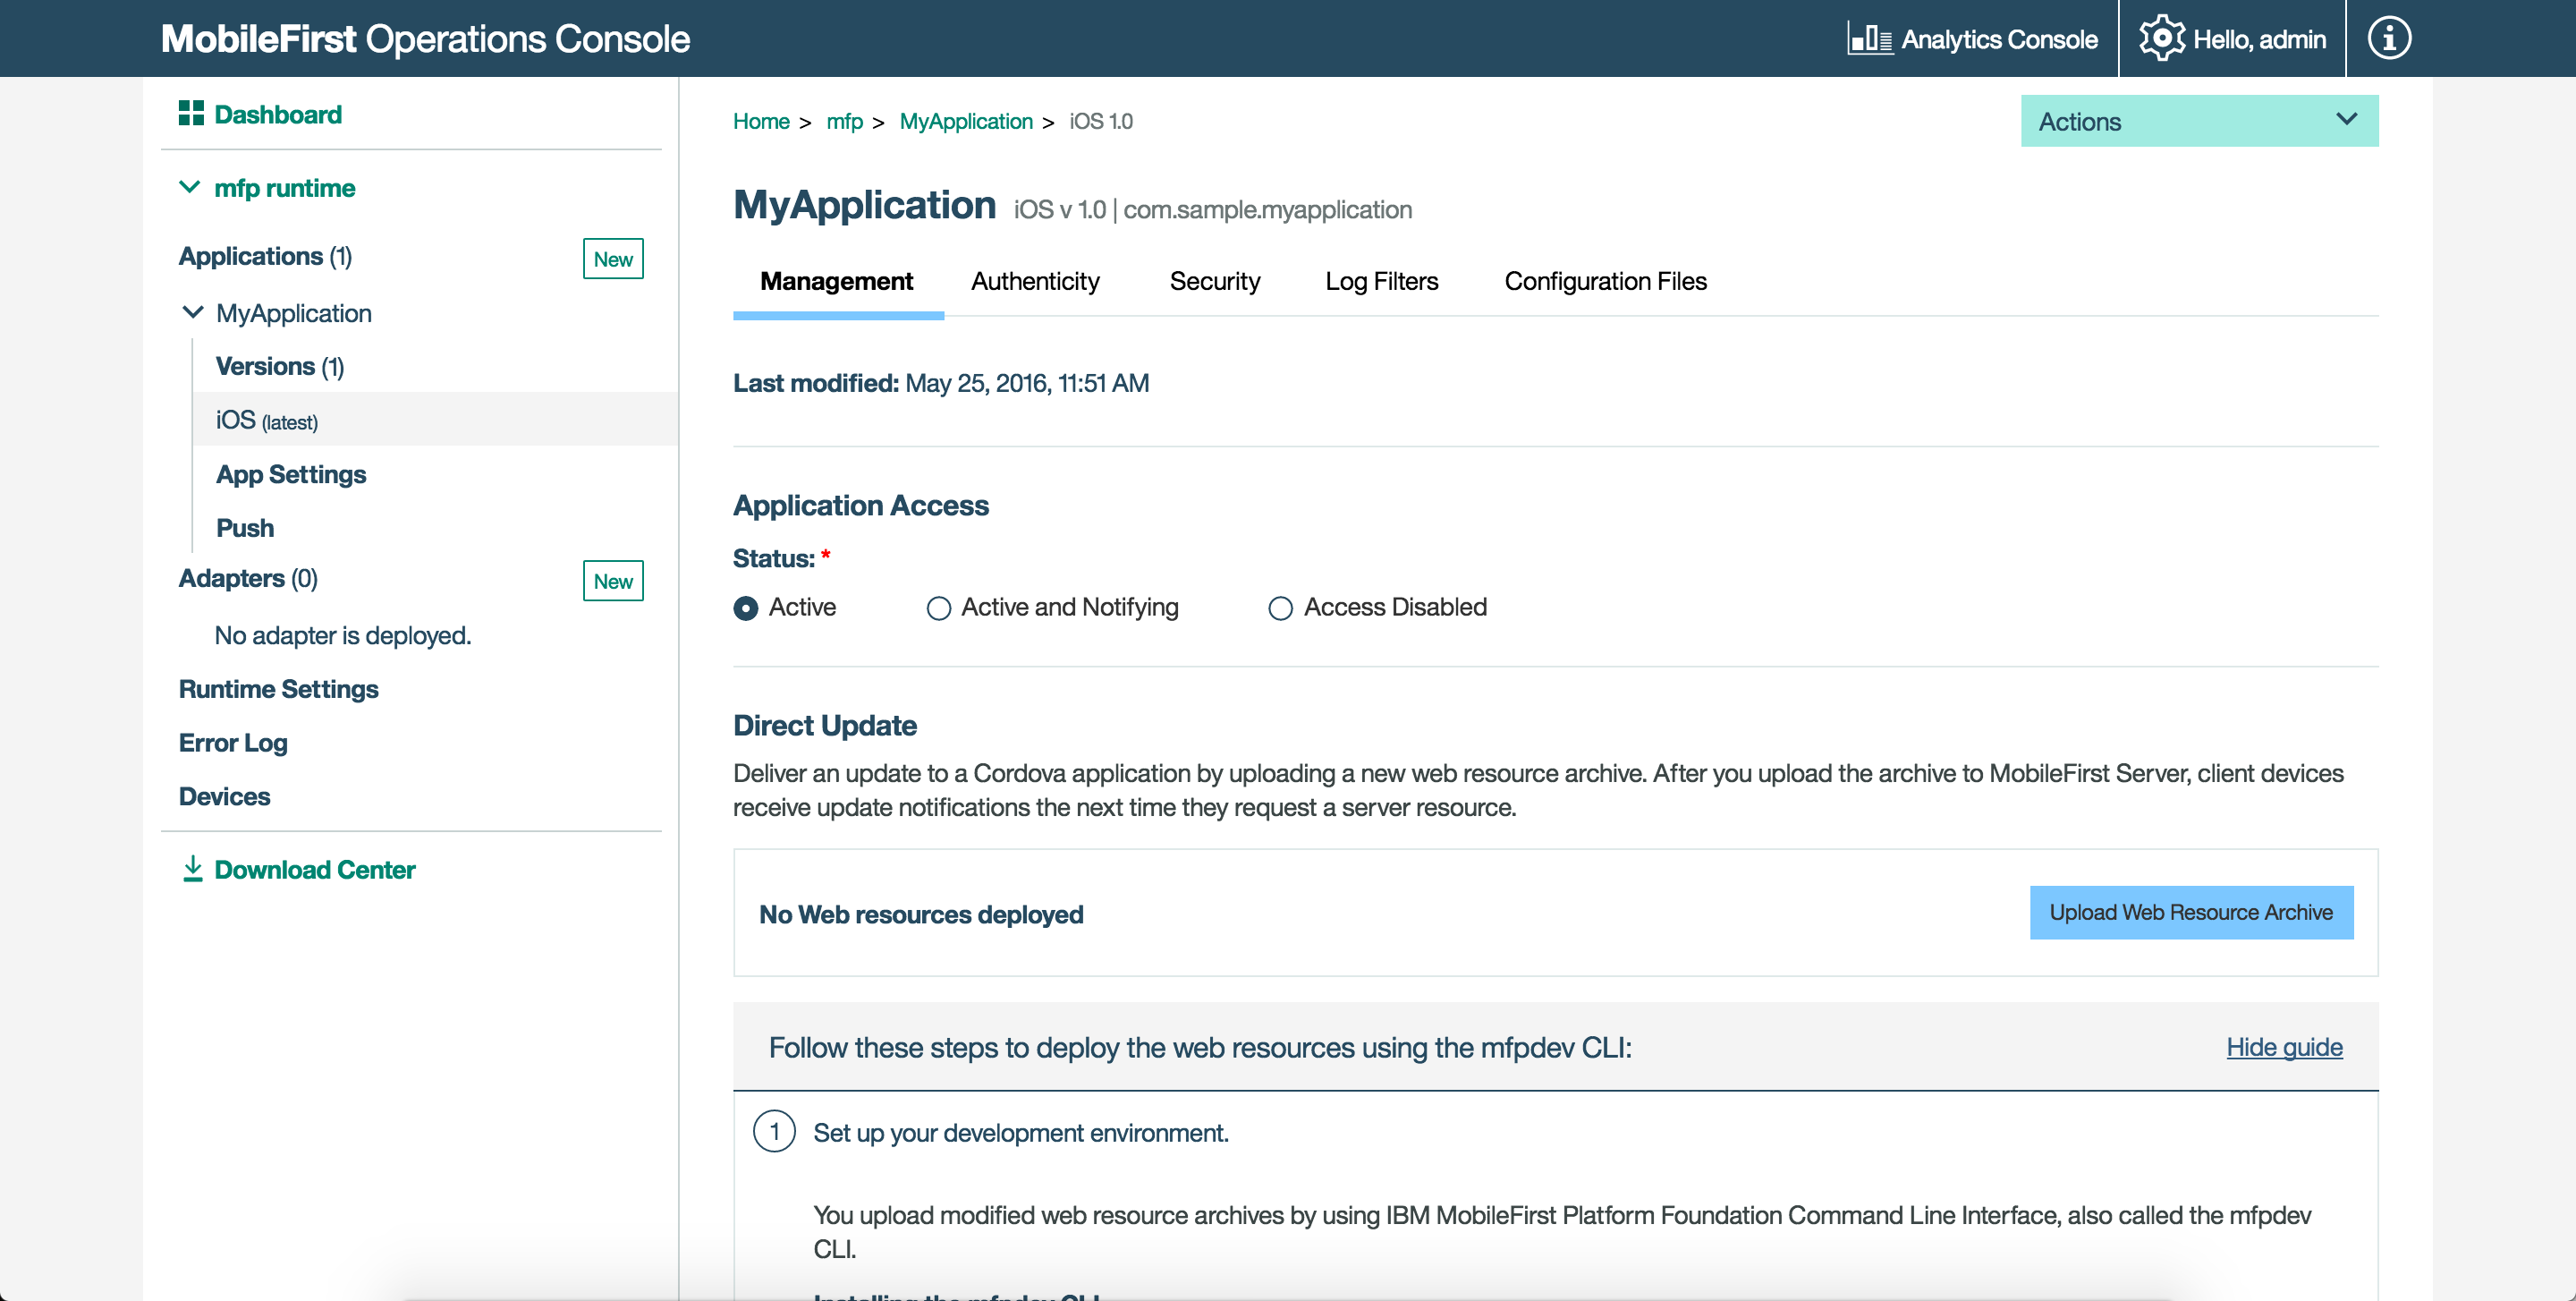 MobileFirst Operations Console
Analytics Console
Hello, admin
Dashboard
mfp runtime
Applications (1)
New
MyApplication
Versions (1)
iOS (latest)
App Settings
Push
Adapters (0)
New
No adapter is deployed.
Runtime Settings
Error Log
Devices
Download Center
Home > mfp > MyApplication > iOS 1.0
Actions
MyApplication iOS v 1.0 | com.sample.myapplication
Management Authenticity Security Log Filters Configuration Files
Last modified: May 25, 2016, 11:51 AM
Application Access
Status: *
Active Active and Notifying Access Disabled
Direct Update
Deliver an update to a Cordova application by uploading a new web resource archive. After you upload the archive to MobileFirst Server, client devices
receive update notifications the next time they request a server resource.
No Web resources deployed
Upload Web Resource Archive
Follow these steps to deploy the web resources using the mfpdev CLI:
Hide guide
1 Set up your development environment.
You upload modified web resource archives by using IBM MobileFirst Platform Foundation Command Line Interface, also called the mfpdev
CLI.
Installing the mfpdev CLI